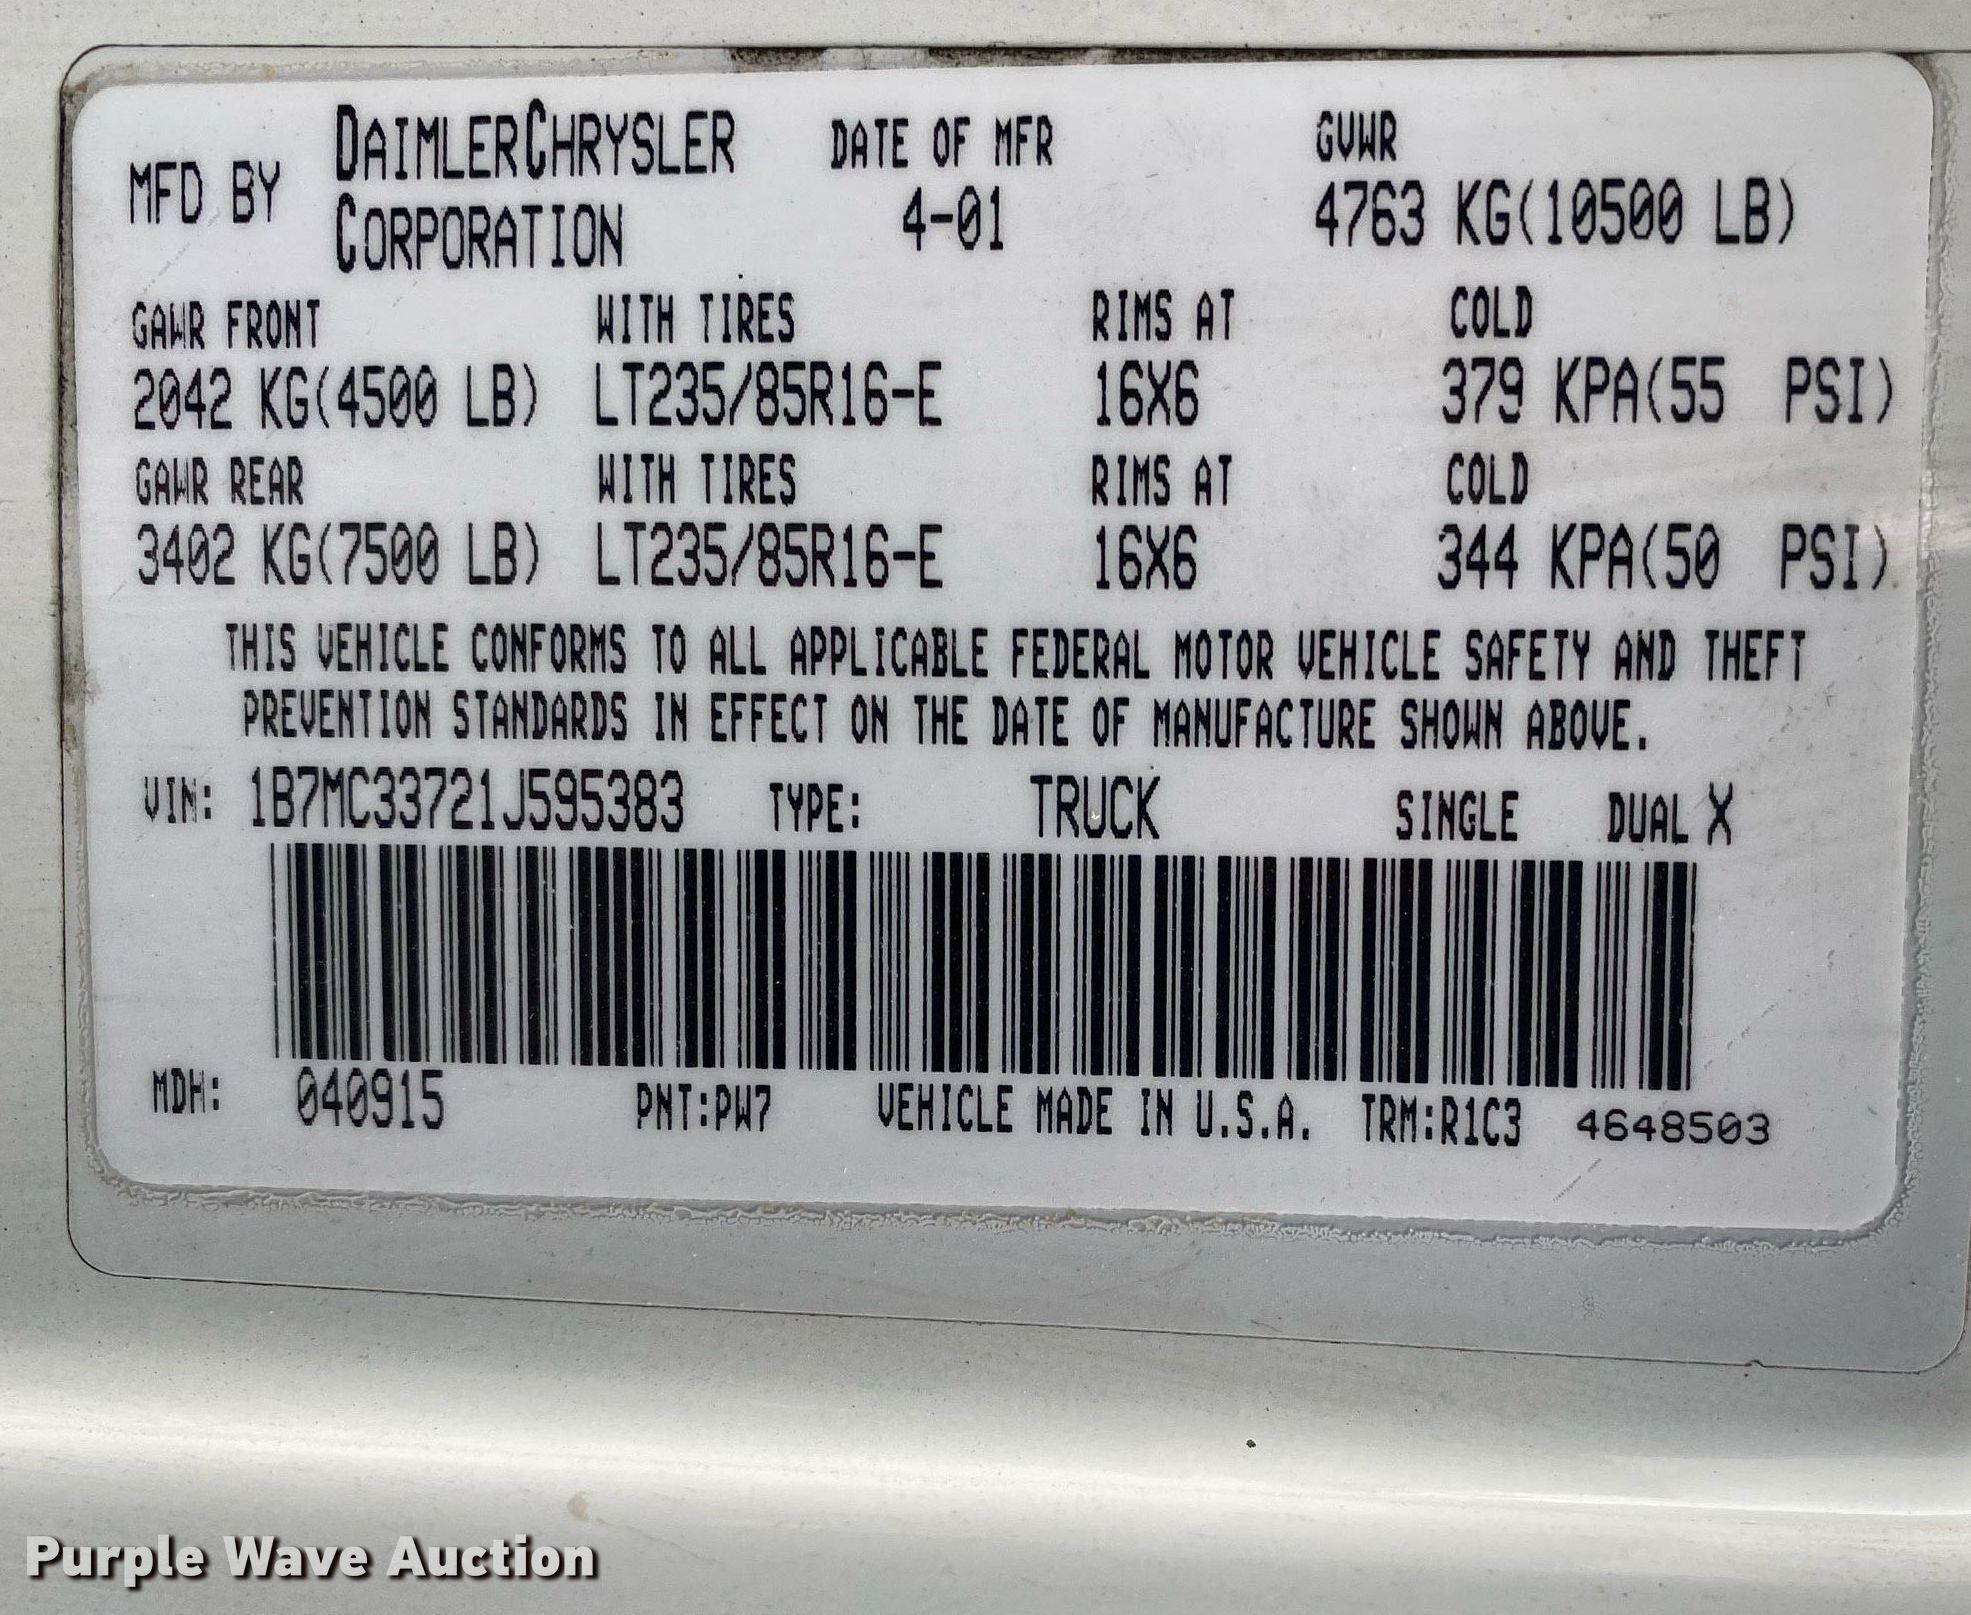 MFD BY DAIMLERCHRYSLER CORPORATION DATE OF MFR 4-01 GVWR 4763 KG(10500 LB)
GAWR FRONT WITH TIRES RIMS AT COLD
2042 KG(4500 LB) LT235/85R16-E 16X6 379 KPA(55 PSI)
GAWR REAR WITH TIRES RIMS AT COLD
3402 KG(7500 LB) LT235/85R16-E 16X6 344 KPA(50 PSI)
THIS VEHICLE CONFORMS TO ALL APPLICABLE FEDERAL MOTOR VEHICLE SAFETY AND THEFT
PREVENTION STANDARDS IN EFFECT ON THE DATE OF MANUFACTURE SHOWN ABOVE.
VIN: 1B7MC33721J595383 TYPE: TRUCK SINGLE DUAL X
MDH: 040915 PNT:PW7 VEHICLE MADE IN U.S.A. TRM:R1C3 4648503
Purple Wave Auction